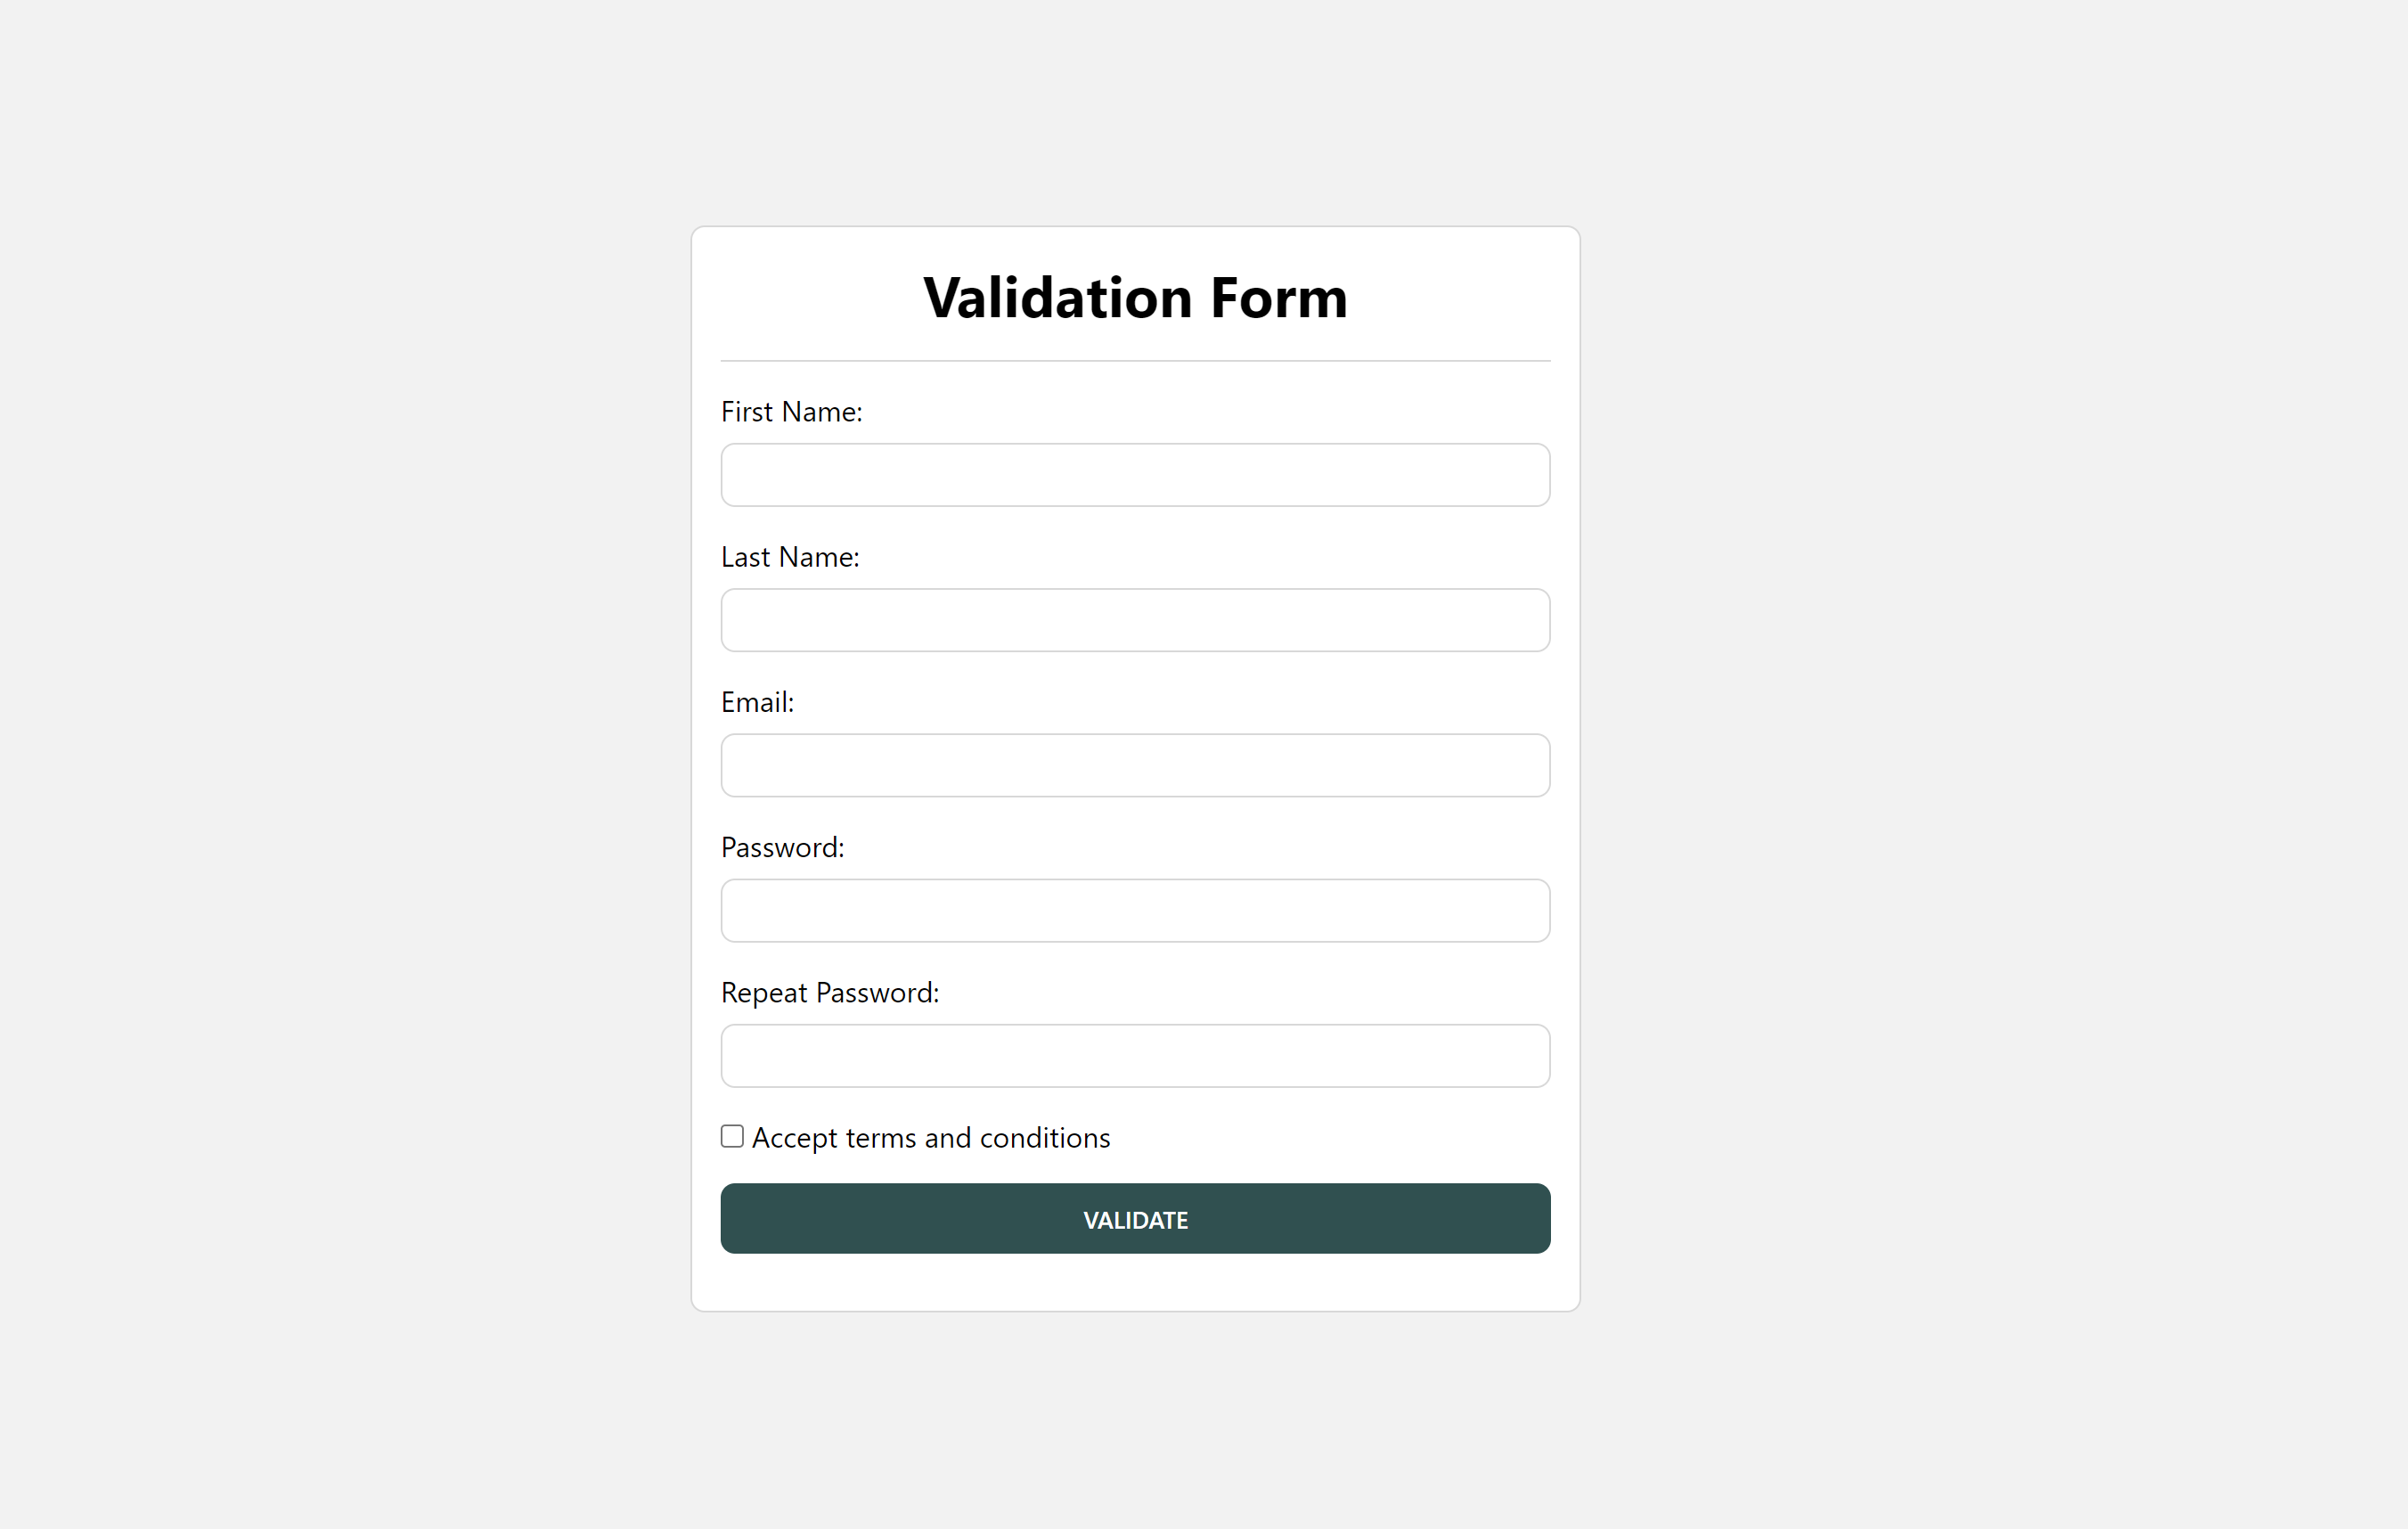 Validation Form
First Name:
Last Name:
Email:
Password:
Repeat Password:
Accept terms and conditions
VALIDATE